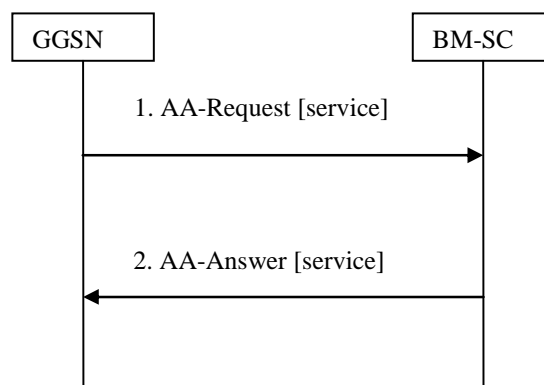 GGSN
BM-SC
1. AA-Request [service]
2. AA-Answer [service]